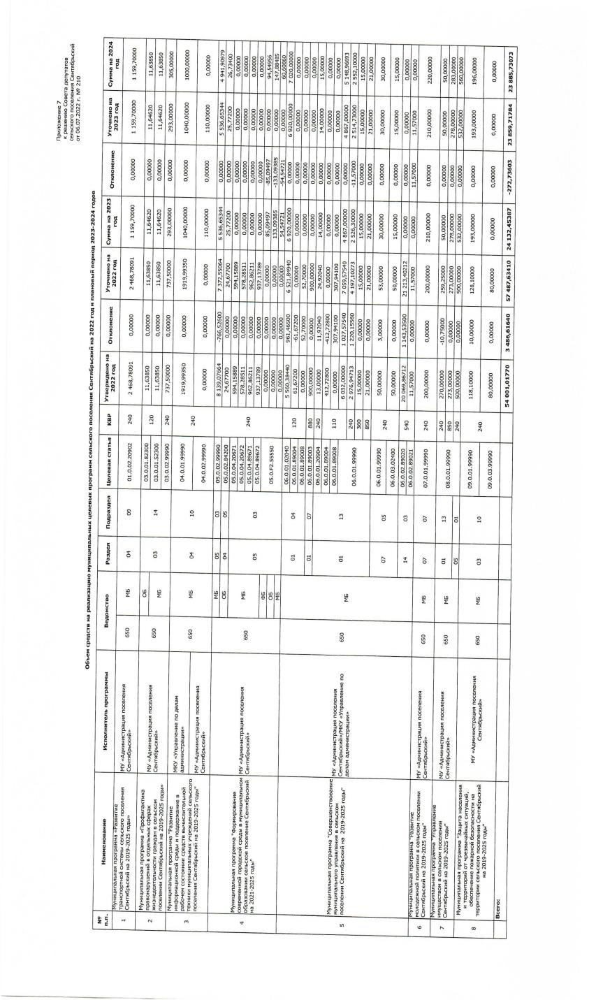 Приложение 7
к решению Совета депутатов
сельского поселения Сентябрьский
от 06.07.2022 г. № 210
Объем средств на реализацию муниципальных целевых программ сельского поселения Сентябрьский на 2022 год и плановый период 2023-2024 годов
№ п.п. Наименование Исполнитель программы Ведомство Раздел Подраздел Целевая статья КВР Утверждено на 2022 год Отклонение Уточнено на 2022 год Сумма на 2023 год Отклонение Уточнено на 2023 год Сумма на 2024 год
1 Муниципальная программа «Развитие транспортной системы сельского поселения Сентябрьский на 2019-2025 годы» МУ «Администрация поселения Сентябрьский» 650 МБ 04 09 01.0.02.20902 240 2 468,78091 0,00000 2 468,78091 1 159,70000 0,00000 1 159,70000 1 159,70000
2 Муниципальная программа «Профилактика правонарушений в отдельных сферах жизнедеятельности граждан в сельском поселении Сентябрьский на 2019-2025 годы» МУ «Администрация поселения Сентябрьский» 650 ОБ 03 14 03.0.01.82300 120 11,63850 0,00000 11,63850 11,64620 0,00000 11,64620 11,63850
МБ 03.0.01.S2300 11,63850 0,00000 11,63850 11,64620 0,00000 11,64620 11,63850
3 Муниципальная программа "Развитие информационной среды и поддержание в рабочем состоянии средств вычислительной техники муниципальных учреждений сельского поселения Сентябрьский на 2019-2025 годы" МКУ «Управление по делам администрации» 650 МБ 04 10 03.0.02.99990 240 737,50000 0,00000 737,50000 293,00000 0,00000 293,00000 305,00000
04.0.01.99990 240 1919,99350 0,00000 1919,99350 1040,00000 0,00000 1040,00000 1000,00000
МУ «Администрация поселения Сентябрьский» 04.0.02.99990 0,00000 0,00000 0,00000 110,00000 0,00000 110,00000 0,00000
4 Муниципальная программа "Формирование современной городской среды в муниципальном образовании сельское поселение Сентябрьский на 2021-2025 годы" МУ «Администрация поселения Сентябрьский» 650 МБ 05 03 05.0.02.99990 240 8 139,07664 -766,52600 7 372,55064 5 536,65344 0,00000 5 536,65344 4 941,90979
ОБ 04 05 05.0.02.84200 24,67700 0,00000 24,67700 25,77200 0,00000 25,77200 26,73400
МБ 05 03 05.0.04.20671 594,15889 0,00000 594,15889 0,00000 0,00000 0,00000 0,00000
05.0.04.20672 578,28511 0,00000 578,28511 0,00000 0,00000 0,00000 0,00000
05.0.04.89671 962,86211 0,00000 962,86211 0,00000 0,00000 0,00000 0,00000
05.0.04.89672 937,13789 0,00000 937,13789 0,00000 0,00000 0,00000 0,00000
ФБ 05.0.F2.55550 0,00000 0,00000 0,00000 85,09497 -85,09497 0,00000 94,54956
ОБ 0,00000 0,00000 0,00000 133,09385 -133,09385 0,00000 147,88485
МБ 0,00000 0,00000 0,00000 54,54721 -54,54721 0,00000 60,60860
5 Муниципальная программа "Совершенствование муниципального управления в сельском поселении Сентябрьский на 2019-2025 годы" МУ «Администрация поселения Сентябрьский»/МКУ «Управление по делам администрации» 650 МБ 01 04 06.0.01.02040 120 5 560,38440 961,46500 6 521,84940 6 920,00000 0,00000 6 920,00000 7 020,00000
06.0.01.89004 61,67200 -61,67200 0,00000 0,00000 0,00000 0,00000 0,00000
06.0.01.89008 0,00000 52,70000 52,70000 0,00000 0,00000 0,00000 0,00000
01 07 06.0.01.89003 880 900,00000 0,00000 900,00000 0,00000 0,00000 0,00000 0,00000
01 13 06.0.01.20904 240 13,00000 11,92040 24,92040 14,00000 0,00000 14,00000 15,00000
06.0.01.89004 110 412,72800 -412,72800 0,00000 0,00000 0,00000 0,00000 0,00000
06.0.01.89008 0,00000 307,94100 307,94100 0,00000 0,00000 0,00000 0,00000
06.0.01.99990 6 032,00000 1 027,57540 7 059,57540 4 867,00000 0,00000 4 867,00000 5 148,96693
240 2 976,94713 1 220,15560 4 197,10273 2 526,30000 -11,57000 2 514,73000 2 552,10000
360 15,00000 0,00000 15,00000 15,00000 0,00000 15,00000 15,00000
850 21,00000 0,00000 21,00000 21,00000 0,00000 21,00000 21,00000
07 05 06.0.01.99990 240 50,00000 3,00000 53,00000 30,00000 0,00000 30,00000 30,00000
06.0.03.02400 50,00000 0,00000 50,00000 15,00000 0,00000 15,00000 15,00000
14 03 06.0.02.89020 540 20 069,86712 1 143,53500 21 213,40212 0,00000 0,00000 0,00000 0,00000
06.0.02.89021 11,57000 0,00000 11,57000 0,00000 11,57000 11,57000 0,00000
6 Муниципальная программа "Развитие молодежной политики в сельском поселении Сентябрьский на 2019-2025 годы" МУ «Администрация поселения Сентябрьский» 650 МБ 07 07 07.0.01.99990 240 200,00000 0,00000 200,00000 210,00000 0,00000 210,00000 220,00000
7 Муниципальная программа "Управление имуществом в сельском поселении Сентябрьский на 2019-2025 годы" МУ «Администрация поселения Сентябрьский» 650 МБ 01 13 08.0.01.99990 240 270,00000 -10,75000 259,25000 50,00000 0,00000 50,00000 50,00000
850 273,00000 0,00000 273,00000 278,00000 0,00000 278,00000 283,00000
05 01 240 500,00000 0,00000 500,00000 532,00000 0,00000 532,00000 560,00000
8 Муниципальная программа "Защита населения и территорий от чрезвычайных ситуаций, обеспечение пожарной безопасности на территории сельского поселения Сентябрьский на 2019-2025 годы" МУ «Администрация поселения Сентябрьский» 650 МБ 03 10 09.0.01.99990 240 118,10000 10,00000 128,10000 193,00000 0,00000 193,00000 196,00000
09.0.03.99990 80,00000 0,00000 80,00000 0,00000 0,00000 0,00000 0,00000
Всего: 54 001,01770 3 486,61640 57 487,63410 24 132,45387 -272,73603 23 859,71784 23 885,73073